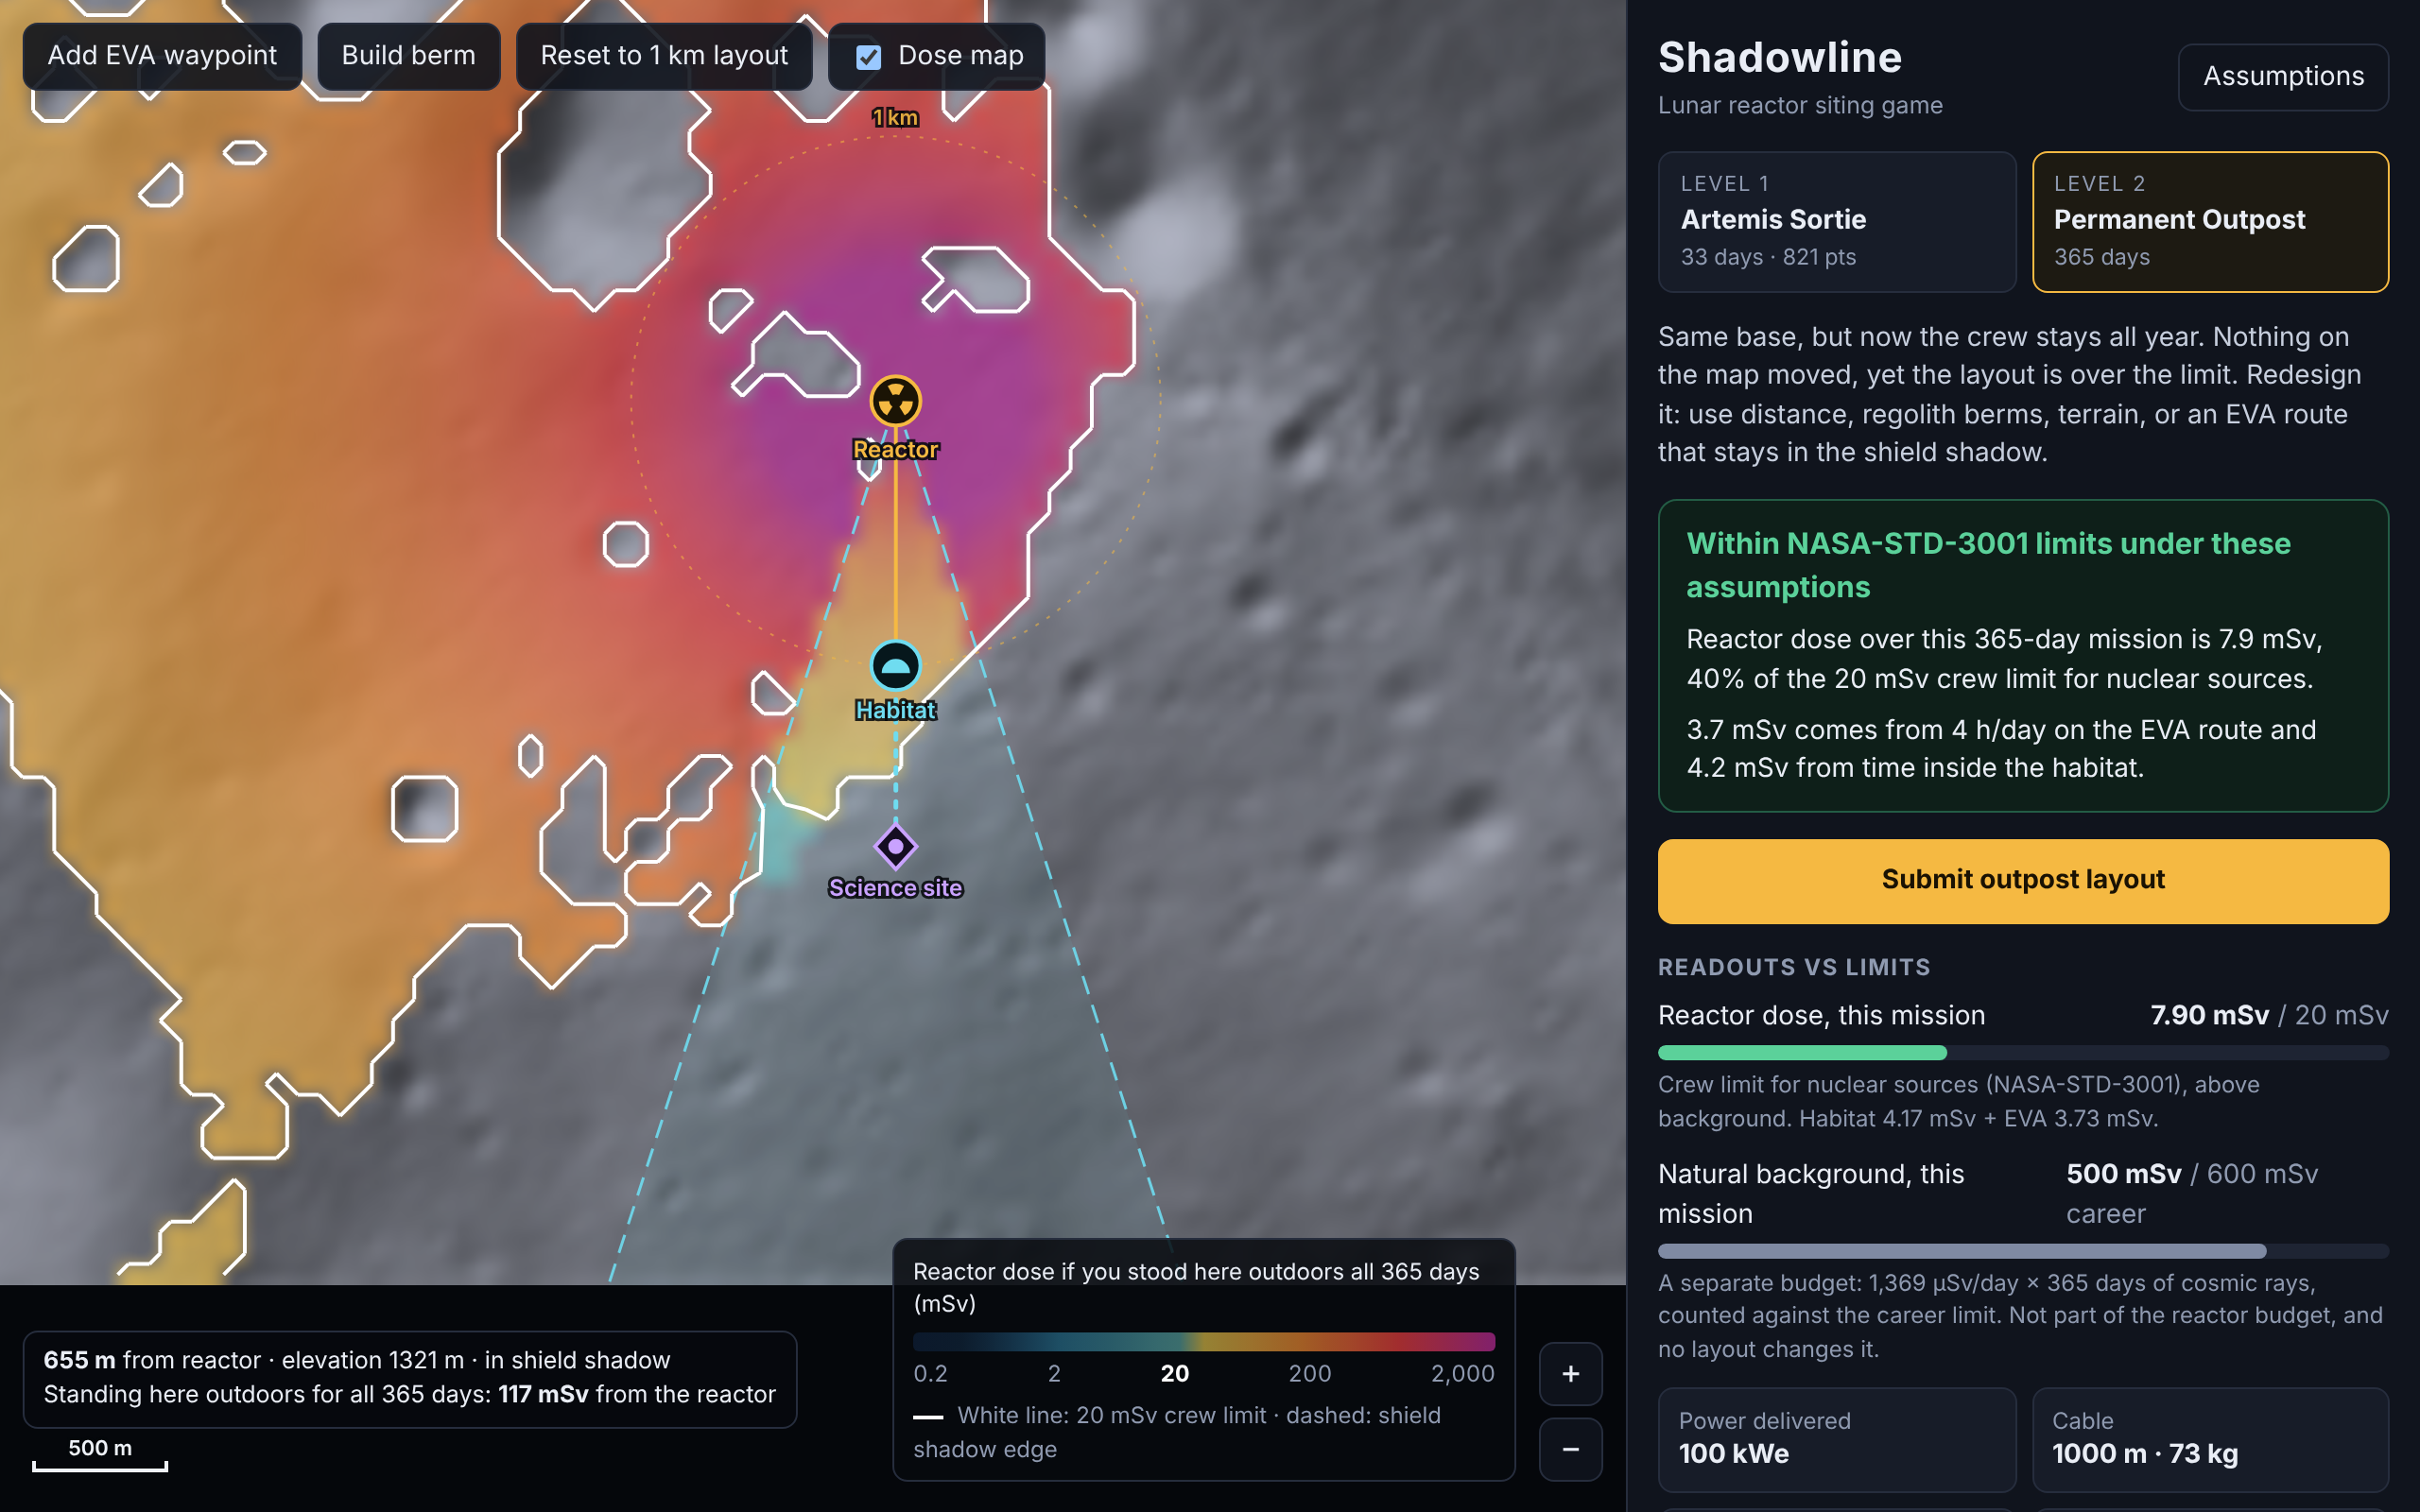 Add EVA waypoint
Build berm
Reset to 1 km layout
Dose map
1 km
Reactor
Habitat
Science site
655 m from reactor · elevation 1321 m · in shield shadow
Standing here outdoors for all 365 days: 117 mSv from the reactor
500 m
Reactor dose if you stood here outdoors all 365 days
(mSv)
0.2 2 20 200 2,000
White line: 20 mSv crew limit · dashed: shield
shadow edge
+
−
Shadowline
Lunar reactor siting game
Assumptions
LEVEL 1
Artemis Sortie
33 days · 821 pts
LEVEL 2
Permanent Outpost
365 days
Same base, but now the crew stays all year. Nothing on
the map moved, yet the layout is over the limit. Redesign
it: use distance, regolith berms, terrain, or an EVA route
that stays in the shield shadow.
Within NASA-STD-3001 limits under these
assumptions
Reactor dose over this 365-day mission is 7.9 mSv,
40% of the 20 mSv crew limit for nuclear sources.
3.7 mSv comes from 4 h/day on the EVA route and
4.2 mSv from time inside the habitat.
Submit outpost layout
READOUTS VS LIMITS
Reactor dose, this mission 7.90 mSv / 20 mSv
Crew limit for nuclear sources (NASA-STD-3001), above
background. Habitat 4.17 mSv + EVA 3.73 mSv.
Natural background, this 500 mSv / 600 mSv
mission career
A separate budget: 1,369 μSv/day × 365 days of cosmic rays,
counted against the career limit. Not part of the reactor budget, and
no layout changes it.
Power delivered
100 kWe
Cable
1000 m · 73 kg